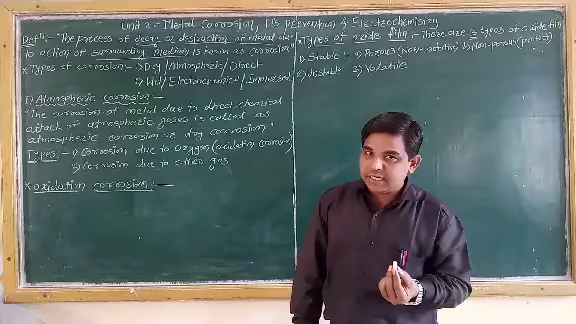 Unit 2 - Metal Corrosion, Its prevention & Electrochemistry
Defn :- "The process of decay or destruction of metal due
to action of surrounding medium is known as corrosion"
* Types of corrosion - → Dry / Atmospheric / Direct
→ Wet / Electrochemical / Immersed
1) Atmospheric corrosion -
"The corrosion of metal due to direct chemical
attack of atmospheric gases is called as
atmospheric corrosion or dry corrosion"
Types - 1) Corrosion due to oxygen (oxidation corrosion)
2) Corrosion due to other gas
* oxidation corrosion :-
* Types of oxide film :- There are 3 types of oxide film
1) Stable - a) Porous (non-protective) b) Non-porous (protective)
2) Unstable 3) Volatile